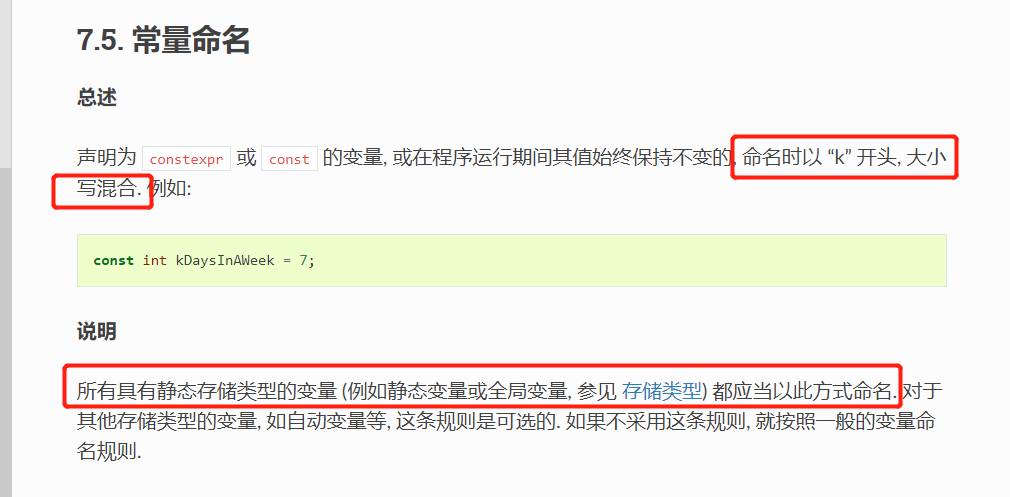 7.5. 常量命名
总述
声明为 constexpr 或 const 的变量, 或在程序运行期间其值始终保持不变的, 命名时以 “k” 开头, 大小
写混合. 例如:
const int kDaysInAWeek = 7;
说明
所有具有静态存储类型的变量 (例如静态变量或全局变量, 参见 存储类型) 都应当以此方式命名. 对于
其他存储类型的变量, 如自动变量等, 这条规则是可选的. 如果不采用这条规则, 就按照一般的变量命
名规则.